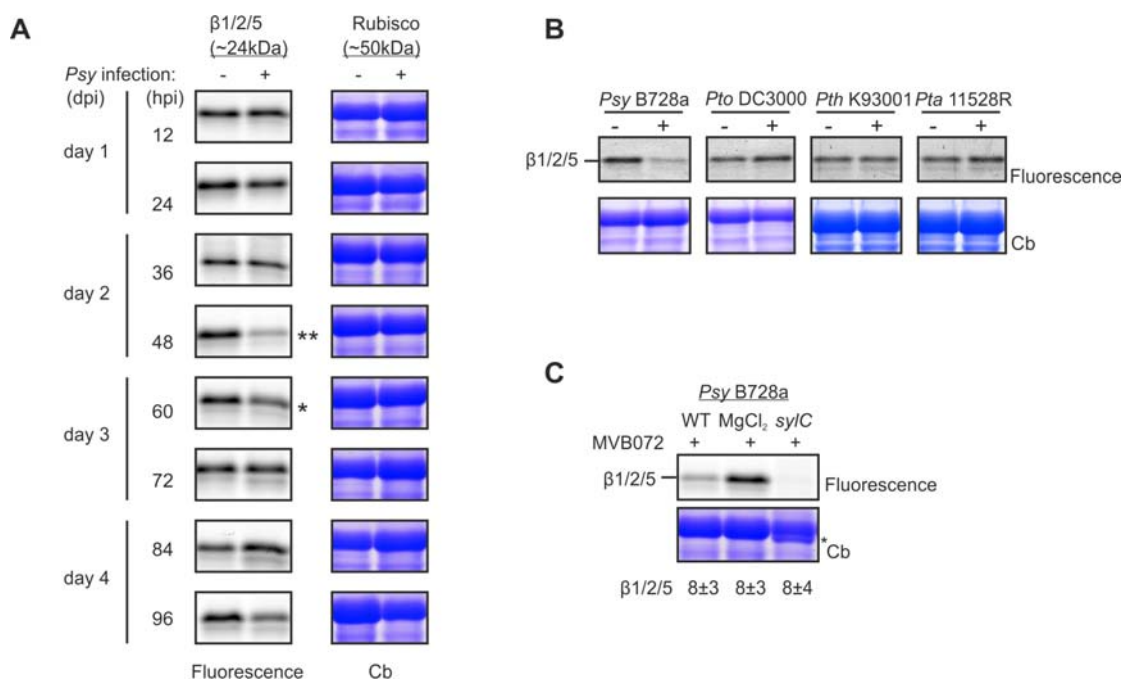 A
β1/2/5 Rubisco
(~24kDa) (~50kDa)
Psy infection: - + - +
(dpi) (hpi)
day 1
12
24
day 2
36
48 **
day 3
60 *
72
day 4
84
96
Fluorescence Cb
B
Psy B728a Pto DC3000 Pth K93001 Pta 11528R
- + - + - + - +
β1/2/5 Fluorescence
Cb
C
Psy B728a
WT MgCl₂ sylC
MVB072 + + +
β1/2/5 Fluorescence
* Cb
β1/2/5 8±3 8±3 8±4